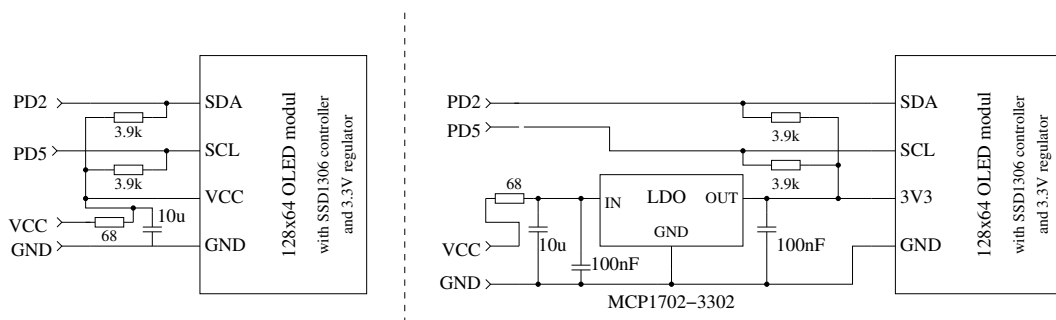 PD2
SDA
3.9k
PD5
SCL
3.9k
VCC
10u
VCC
68
GND
GND
128x64 OLED modul
with SSD1306 controller
and 3.3V regulator
PD2
SDA
PD5
3.9k
SCL
68
3.9k
IN
LDO
OUT
3V3
GND
VCC
10u
100nF
100nF
GND
GND
MCP1702-3302
128x64 OLED modul
with SSD1306 controller
and 3.3V regulator